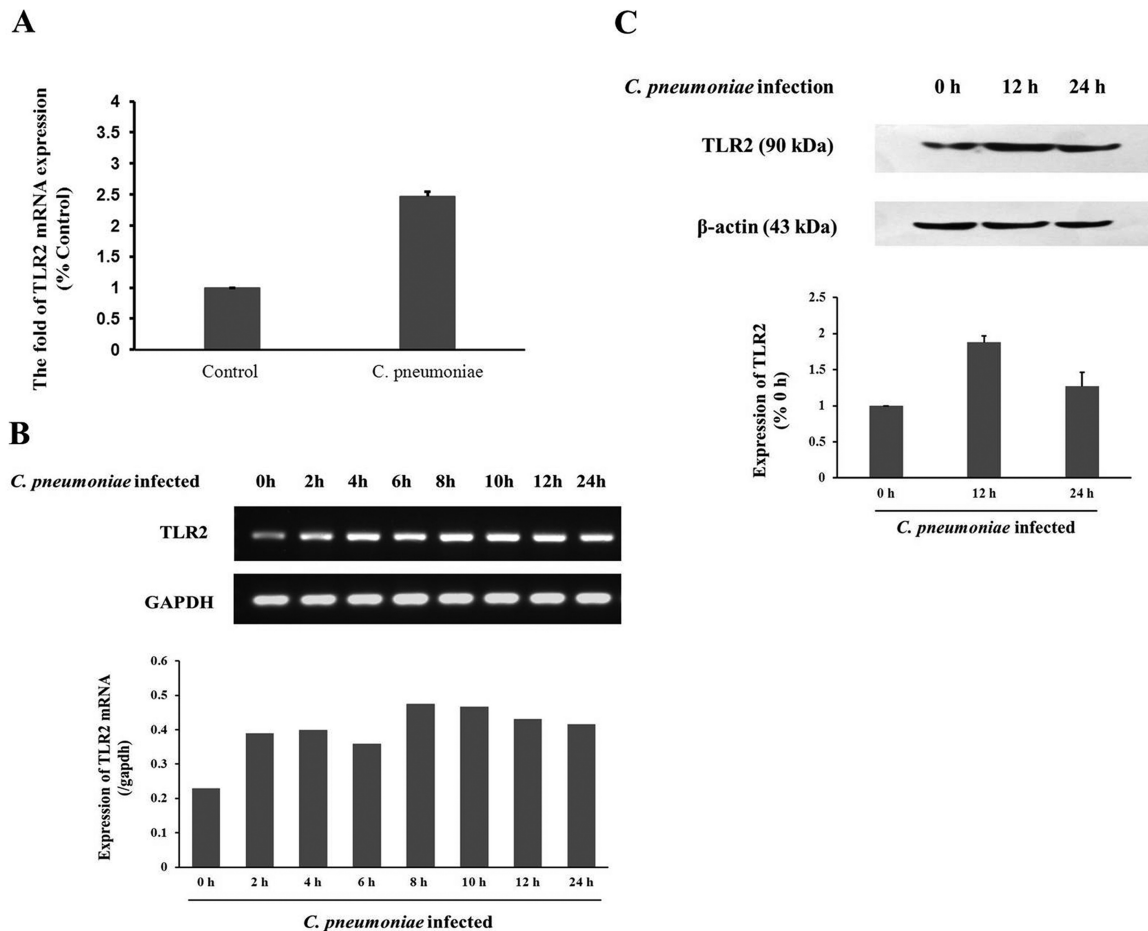 A
The fold of TLR2 mRNA expression
(% Control)
4
3.5
3
2.5
2
1.5
1
0.5
0
Control C. pneumoniae
B
C. pneumoniae infected 0h 2h 4h 6h 8h 10h 12h 24h
TLR2
GAPDH
Expression of TLR2 mRNA
(/gapdh)
0.6
0.5
0.4
0.3
0.2
0.1
0
0 h 2 h 4 h 6 h 8 h 10 h 12 h 24 h
C. pneumoniae infected
C
C. pneumoniae infection 0 h 12 h 24 h
TLR2 (90 kDa)
β-actin (43 kDa)
Expression of TLR2
(% 0 h)
2.5
2
1.5
1
0.5
0
0 h 12 h 24 h
C. pneumoniae infected